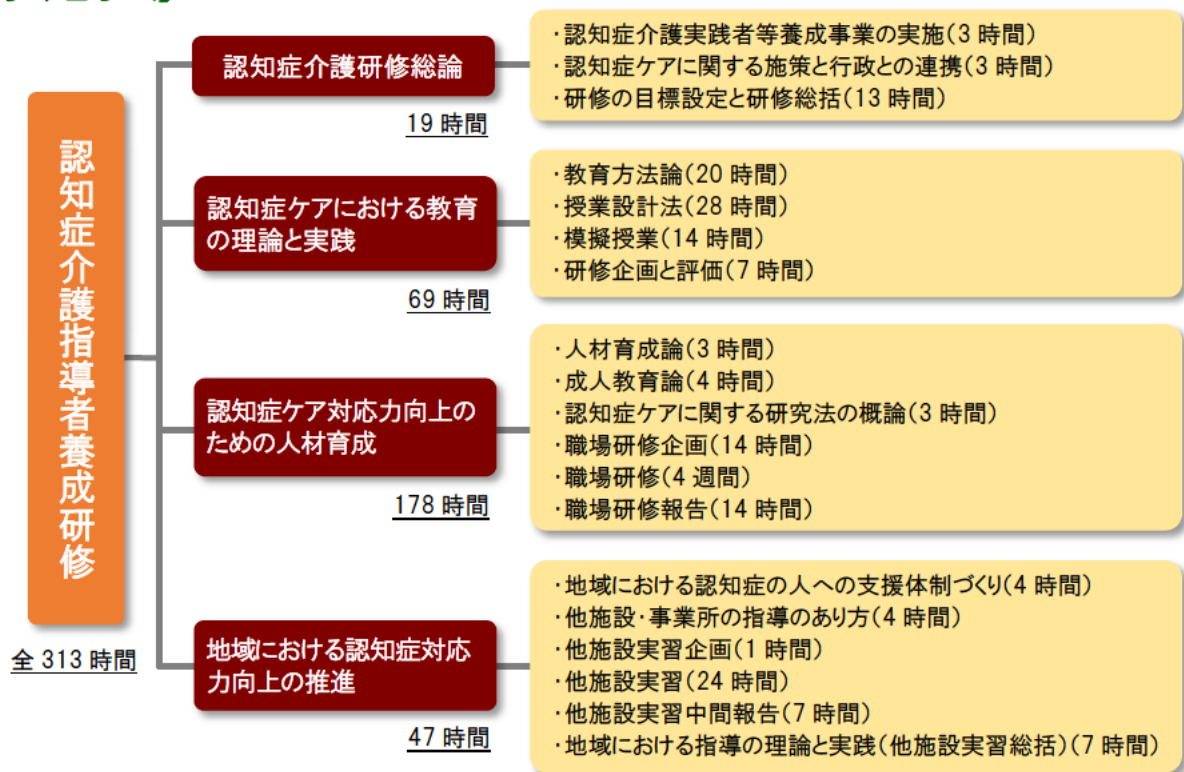 認知症介護指導者養成研修
全 313 時間
認知症介護研修総論
19 時間
・認知症介護実践者等養成事業の実施(3 時間)
・認知症ケアに関する施策と行政との連携(3 時間)
・研修の目標設定と研修総括(13 時間)
認知症ケアにおける教育
の理論と実践
69 時間
・教育方法論(20 時間)
・授業設計法(28 時間)
・模擬授業(14 時間)
・研修企画と評価(7 時間)
認知症ケア対応力向上の
ための人材育成
178 時間
・人材育成論(3 時間)
・成人教育論(4 時間)
・認知症ケアに関する研究法の概論(3 時間)
・職場研修企画(14 時間)
・職場研修(4 週間)
・職場研修報告(14 時間)
地域における認知症対応
力向上の推進
47 時間
・地域における認知症の人への支援体制づくり(4 時間)
・他施設・事業所の指導のあり方(4 時間)
・他施設実習企画(1 時間)
・他施設実習(24 時間)
・他施設実習中間報告(7 時間)
・地域における指導の理論と実践(他施設実習総括)(7 時間)